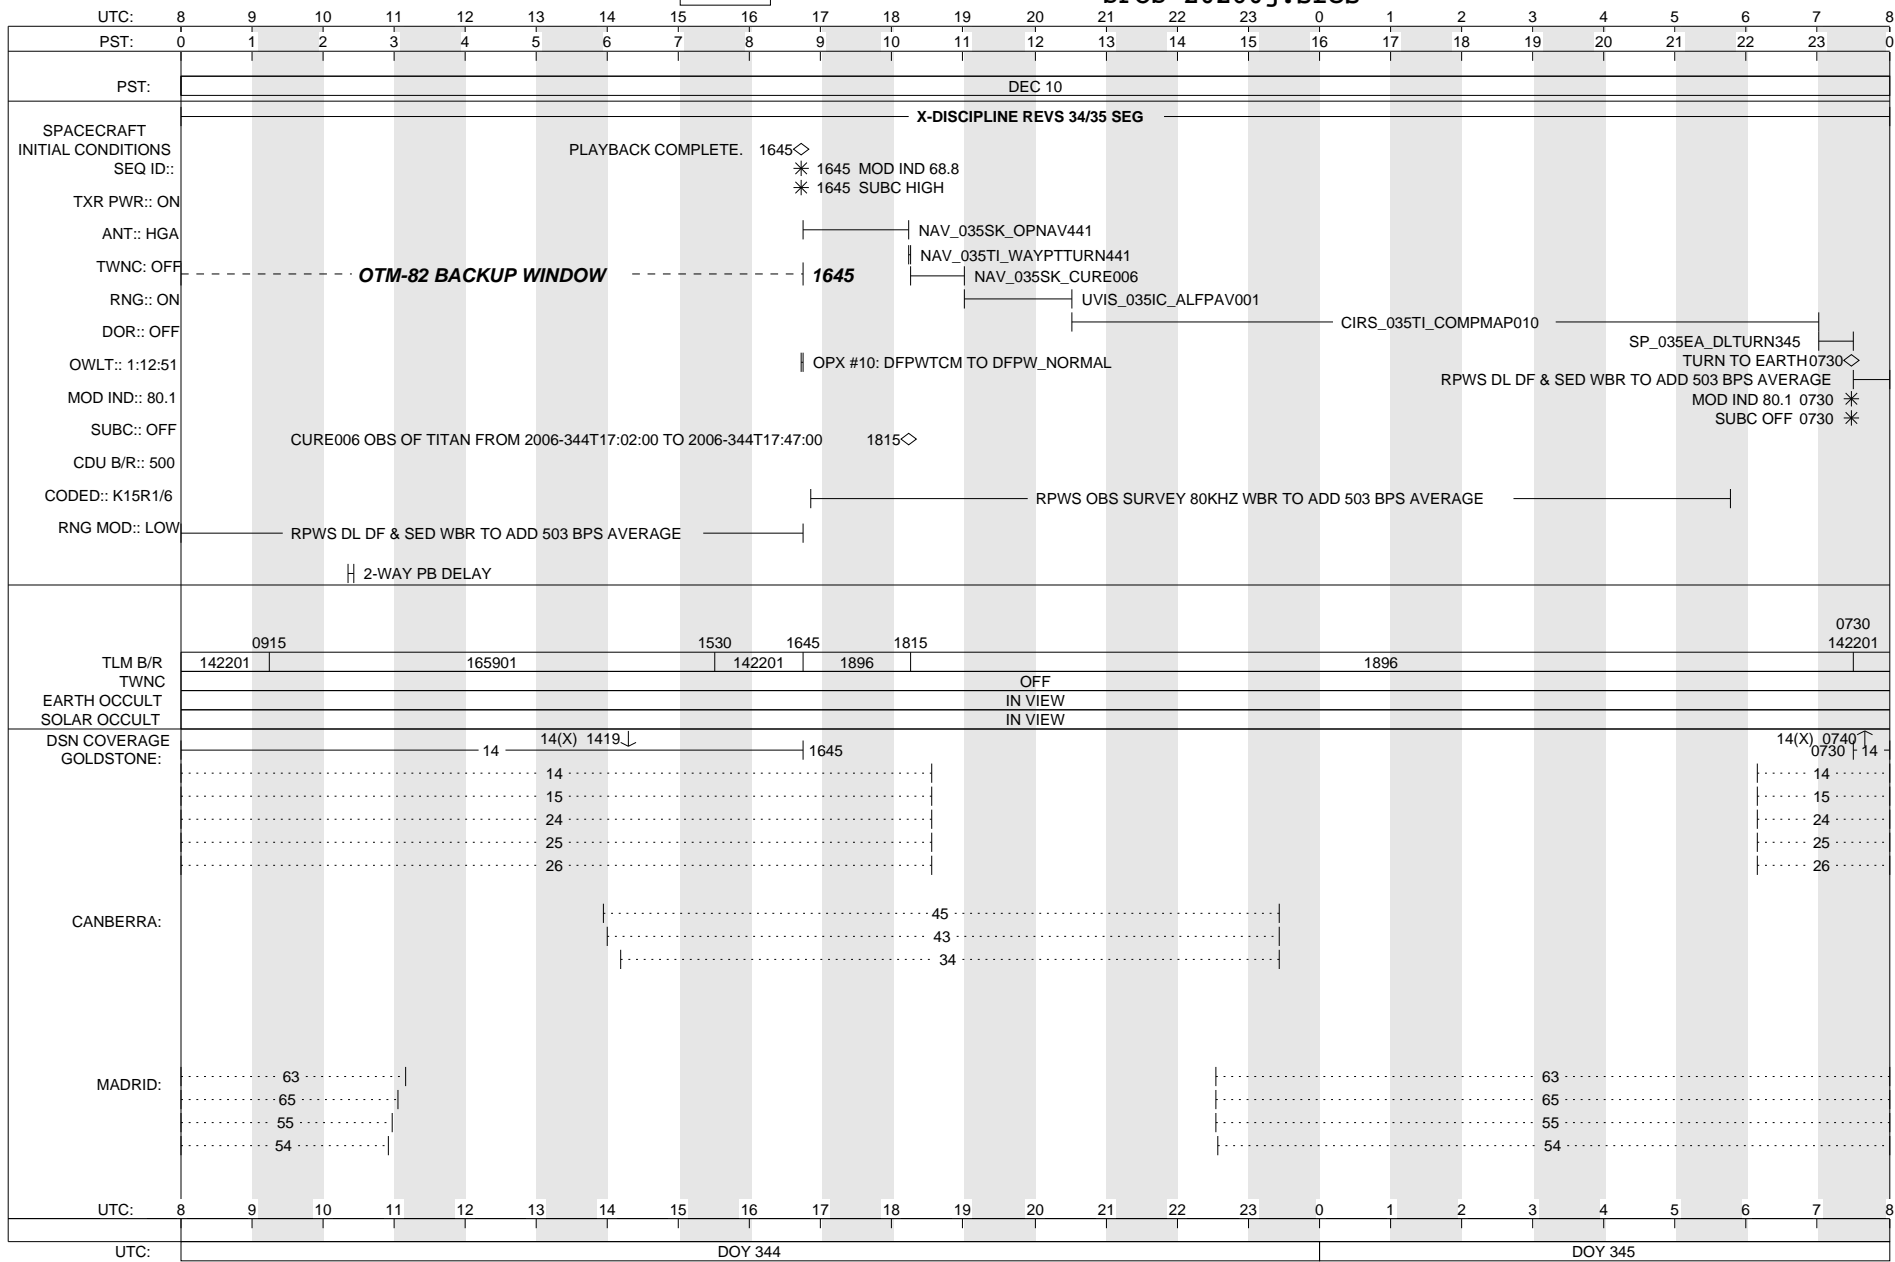 UTC: 8 9 10 11 12 13 14 15 16 17 18 19 20 21 22 23 0 1 2 3 4 5 6 7 8
PST: 0 1 2 3 4 5 6 7 8 9 10 11 12 13 14 15 16 17 18 19 20 21 22 23 0
PST: DEC 10
X-DISCIPLINE REVS 34/35 SEG
SPACECRAFT
INITIAL CONDITIONS
PLAYBACK COMPLETE. 1645
SEQ ID::
1645 MOD IND 68.8
1645 SUBC HIGH
TXR PWR:: ON
ANT:: HGA
NAV_035SK_OPNAV441
NAV_035TI_WAYPTTURN441
TWNC: OFF
OTM-82 BACKUP WINDOW 1645
NAV_035SK_CURE006
RNG:: ON
UVIS_035IC_ALFPAV001
DOR:: OFF
CIRS_035TI_COMPMAP010
SP_035EA_DLTURN345
OWLT:: 1:12:51
OPX #10: DFPWTCM TO DFPW_NORMAL
TURN TO EARTH0730
RPWS DL DF & SED WBR TO ADD 503 BPS AVERAGE
MOD IND:: 80.1
MOD IND 80.1 0730
SUBC OFF 0730
SUBC:: OFF
CURE006 OBS OF TITAN FROM 2006-344T17:02:00 TO 2006-344T17:47:00 1815
CDU B/R:: 500
CODED:: K15R1/6
RPWS OBS SURVEY 80KHZ WBR TO ADD 503 BPS AVERAGE
RNG MOD:: LOW
RPWS DL DF & SED WBR TO ADD 503 BPS AVERAGE
2-WAY PB DELAY
0730
0915 1530 1645 1815 142201
TLM B/R 142201 165901 142201 1896 1896
TWNC OFF
EARTH OCCULT IN VIEW
SOLAR OCCULT IN VIEW
DSN COVERAGE 14(X) 1419 14(X) 0740
GOLDSTONE: 14 1645 0730 14
14 14
15 15
24 24
25 25
26 26
CANBERRA: 45
43
34
MADRID: 63 63
65 65
55 55
54 54
UTC: 8 9 10 11 12 13 14 15 16 17 18 19 20 21 22 23 0 1 2 3 4 5 6 7 8
UTC: DOY 344 DOY 345